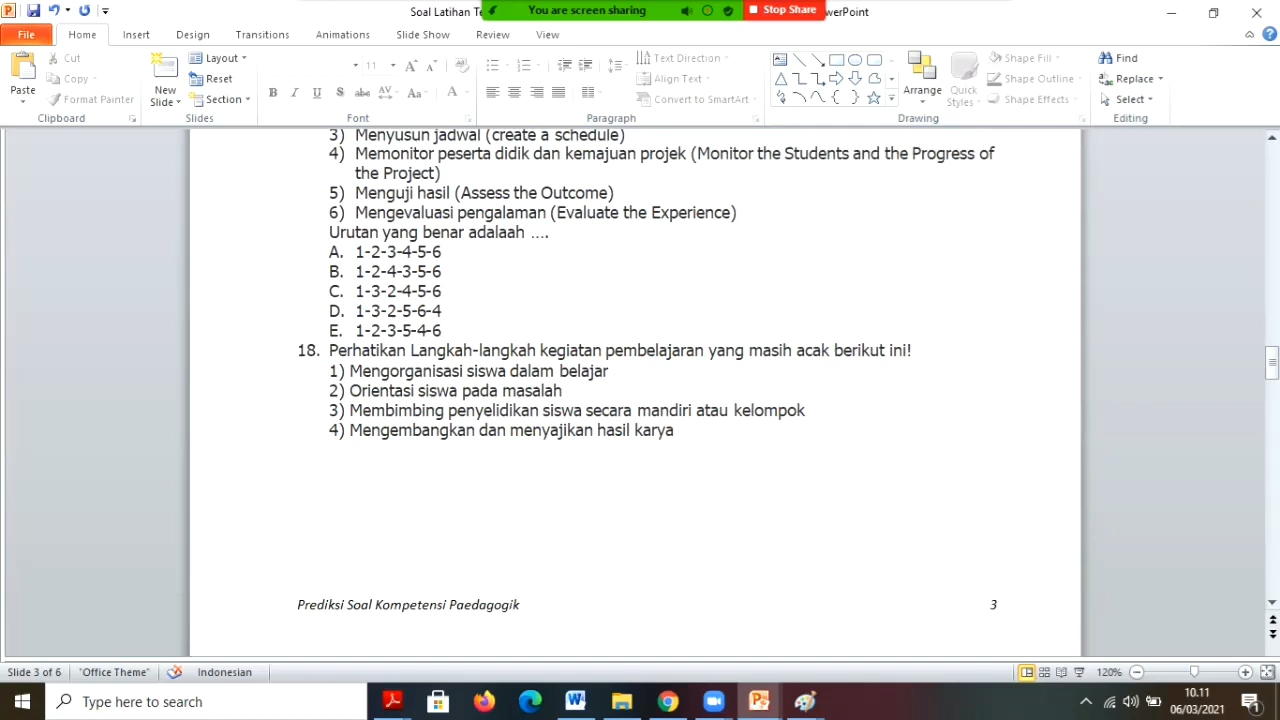 Soal Latihan Te
You are screen sharing
Stop Share
werPoint
File Home Insert Design Transitions Animations Slide Show Review View
Paste
Cut
Copy
Format Painter
Clipboard
New Slide
Layout
Reset
Section
Slides
11
Font
Paragraph
Text Direction
Align Text
Convert to SmartArt
Arrange
Quick Styles
Shape Fill
Shape Outline
Shape Effects
Drawing
Find
Replace
Select
Editing
3) Menyusun jadwal (create a schedule)
4) Memonitor peserta didik dan kemajuan projek (Monitor the Students and the Progress of
the Project)
5) Menguji hasil (Assess the Outcome)
6) Mengevaluasi pengalaman (Evaluate the Experience)
Urutan yang benar adalaah ….
A. 1-2-3-4-5-6
B. 1-2-4-3-5-6
C. 1-3-2-4-5-6
D. 1-3-2-5-6-4
E. 1-2-3-5-4-6
18. Perhatikan Langkah-langkah kegiatan pembelajaran yang masih acak berikut ini!
1) Mengorganisasi siswa dalam belajar
2) Orientasi siswa pada masalah
3) Membimbing penyelidikan siswa secara mandiri atau kelompok
4) Mengembangkan dan menyajikan hasil karya
Prediksi Soal Kompetensi Paedagogik 3
Slide 3 of 6 "Office Theme" Indonesian 120%
Type here to search
10.11
06/03/2021